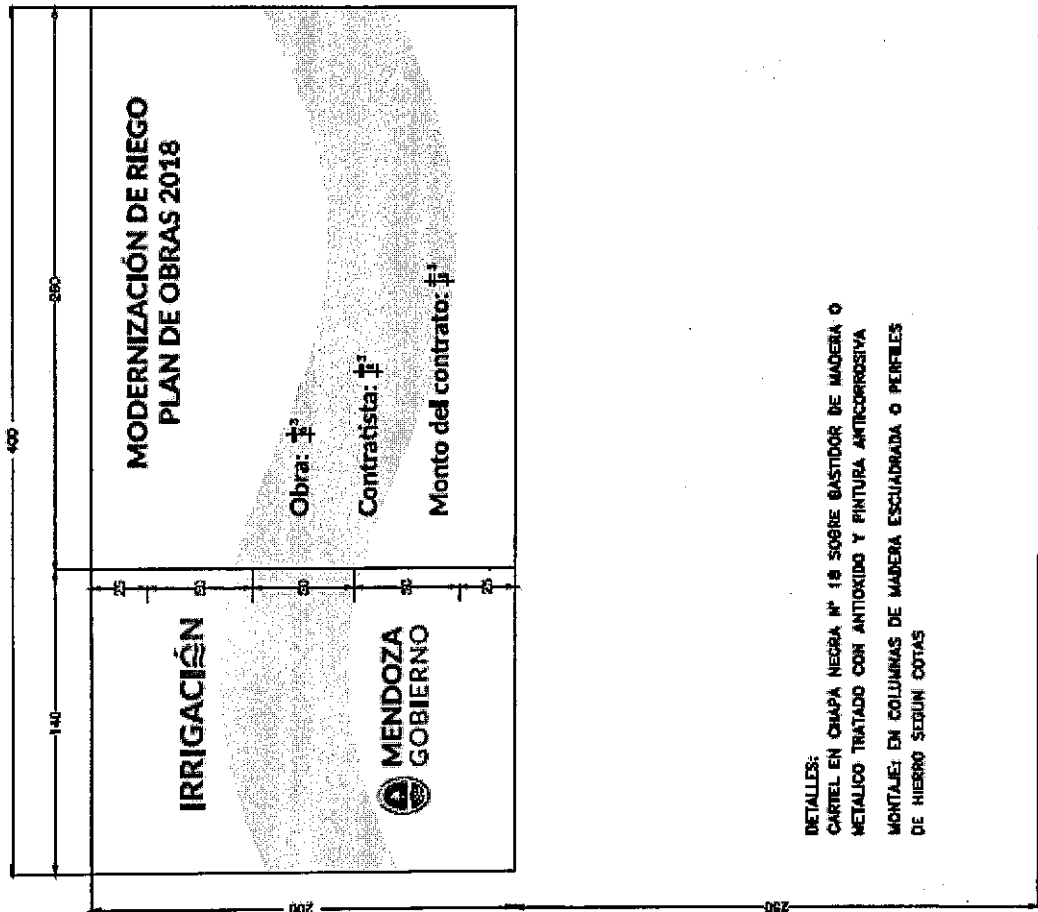 400
140
260
IRRIGACIÓN
MENDOZA
GOBIERNO
25
50
50
50
25
MODERNIZACIÓN DE RIEGO
PLAN DE OBRAS 2018
Obra:
Contratista:
Monto del contrato:
200
250
DETALLES:
CARTEL EN CHAPA NEGRA Nº 18 SOBRE BASTIDOR DE MADERA O
METALICO TRATADO CON ANTIOXIDO Y PINTURA ANTICORROSIVA
MONTAJE: EN COLUMNAS DE MADERA ESCUADRADA O PERFILES
DE HIERRO SEGUN COTAS